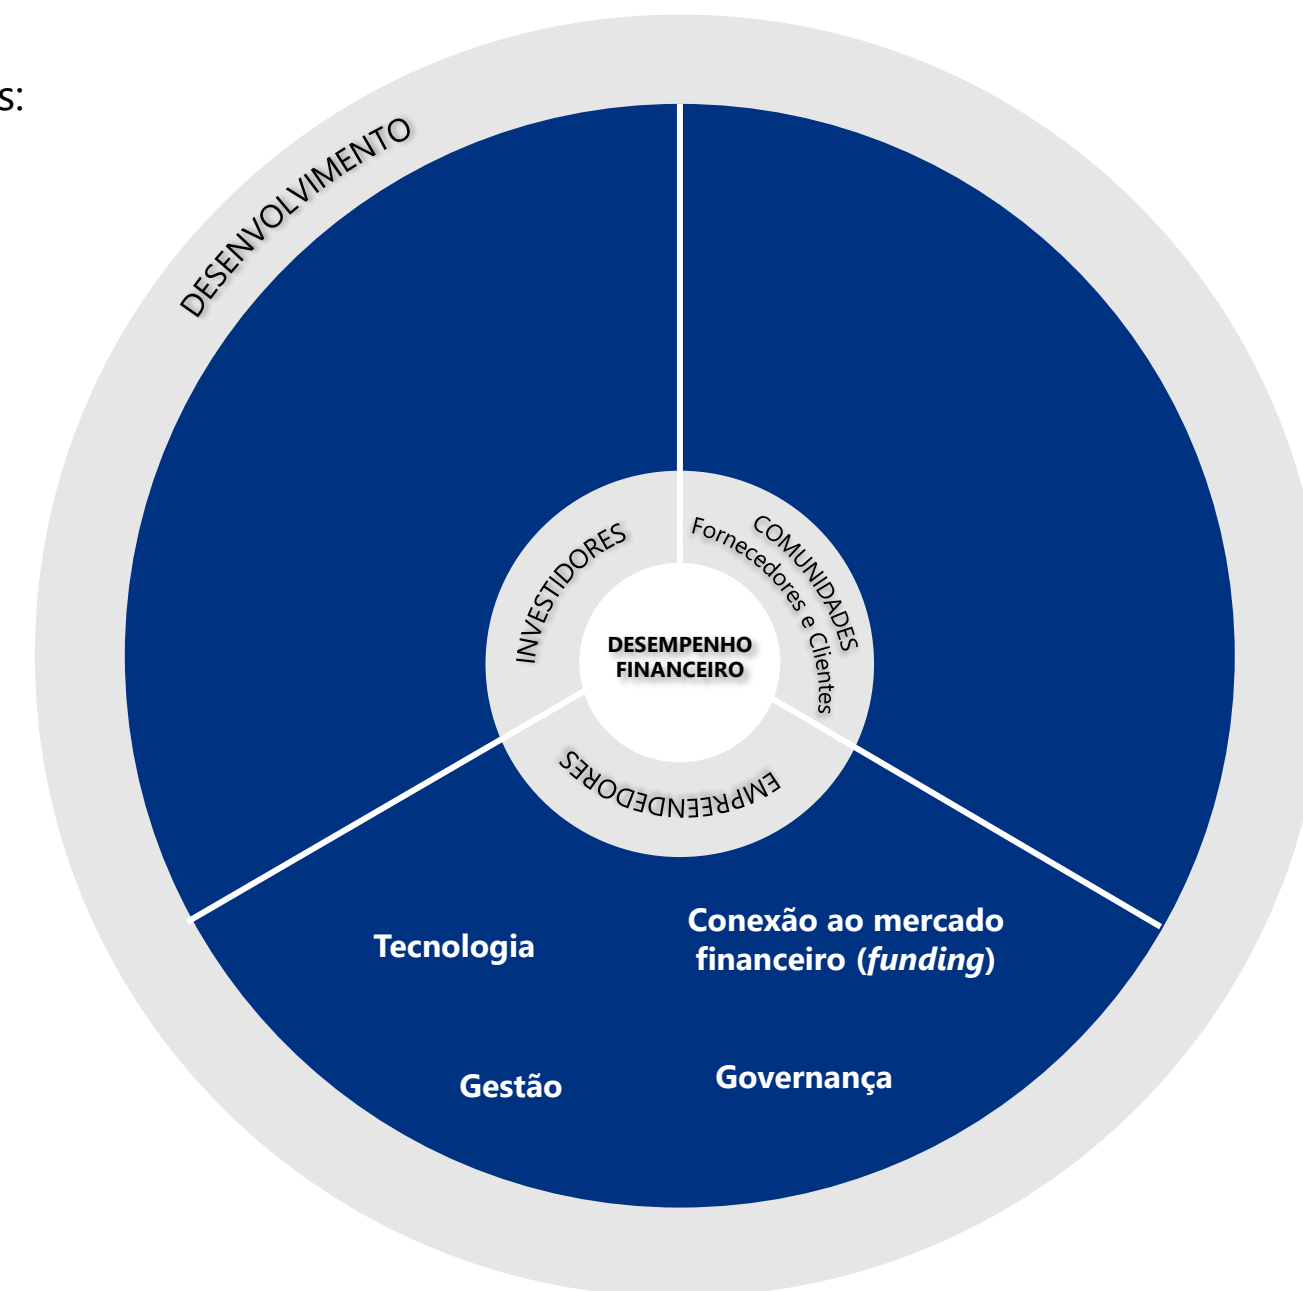 s:
DESENVOLVIMENTO
INVESTIDORES
COMUNIDADES
Fornecedores e Clientes
DESEMPENHO
FINANCEIRO
EMPREENDEDORES
Tecnologia
Conexão ao mercado
financeiro (funding)
Gestão
Governança